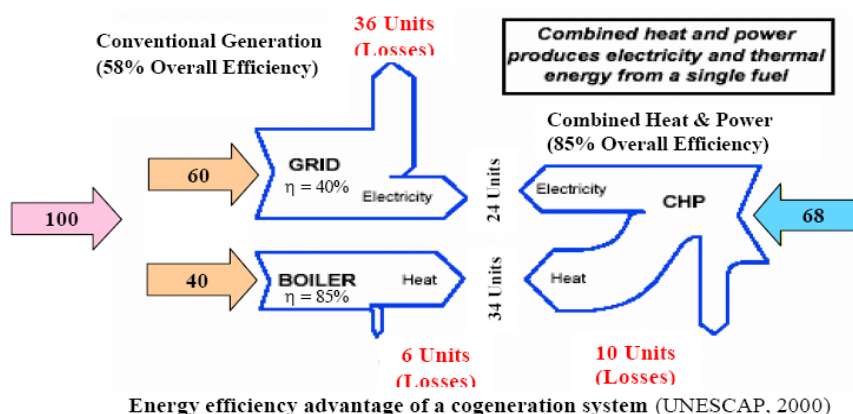 Conventional Generation
(58% Overall Efficiency)
36 Units
(Losses)
Combined heat and power
produces electricity and thermal
energy from a single fuel
Combined Heat & Power
(85% Overall Efficiency)
100
60
GRID
η = 40%
Electricity
24 Units
Electricity
CHP
68
40
BOILER
η = 85%
Heat
34 Units
Heat
6 Units
(Losses)
10 Units
(Losses)
Energy efficiency advantage of a cogeneration system (UNESCAP, 2000)